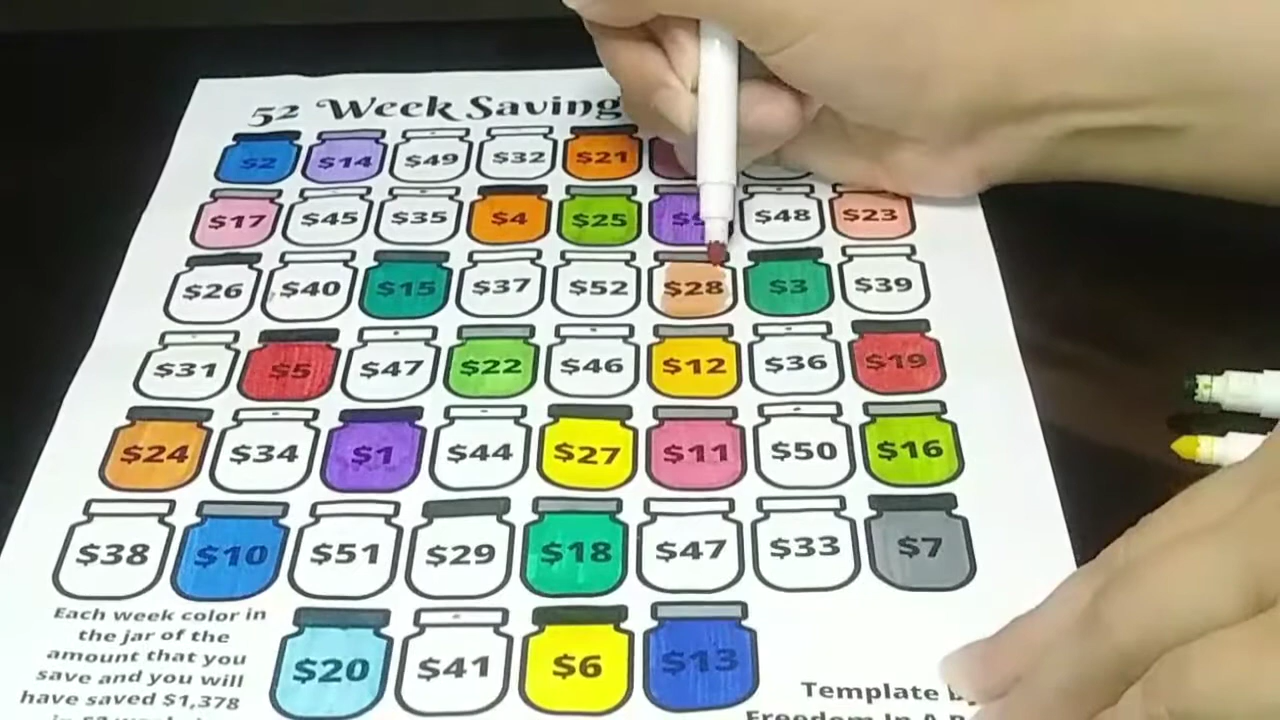 52 Week Saving
$2 $14 $49 $32 $21
$17 $45 $35 $4 $25 $48 $23
$26 $40 $15 $37 $52 $28 $3 $39
$31 $5 $47 $22 $46 $12 $36 $19
$24 $34 $1 $44 $27 $11 $50 $16
$38 $10 $51 $29 $18 $47 $33 $7
$20 $41 $6 $13
Each week color in
the jar of the
amount that you
save and you will
have saved $1,378
Template
Freedom In A